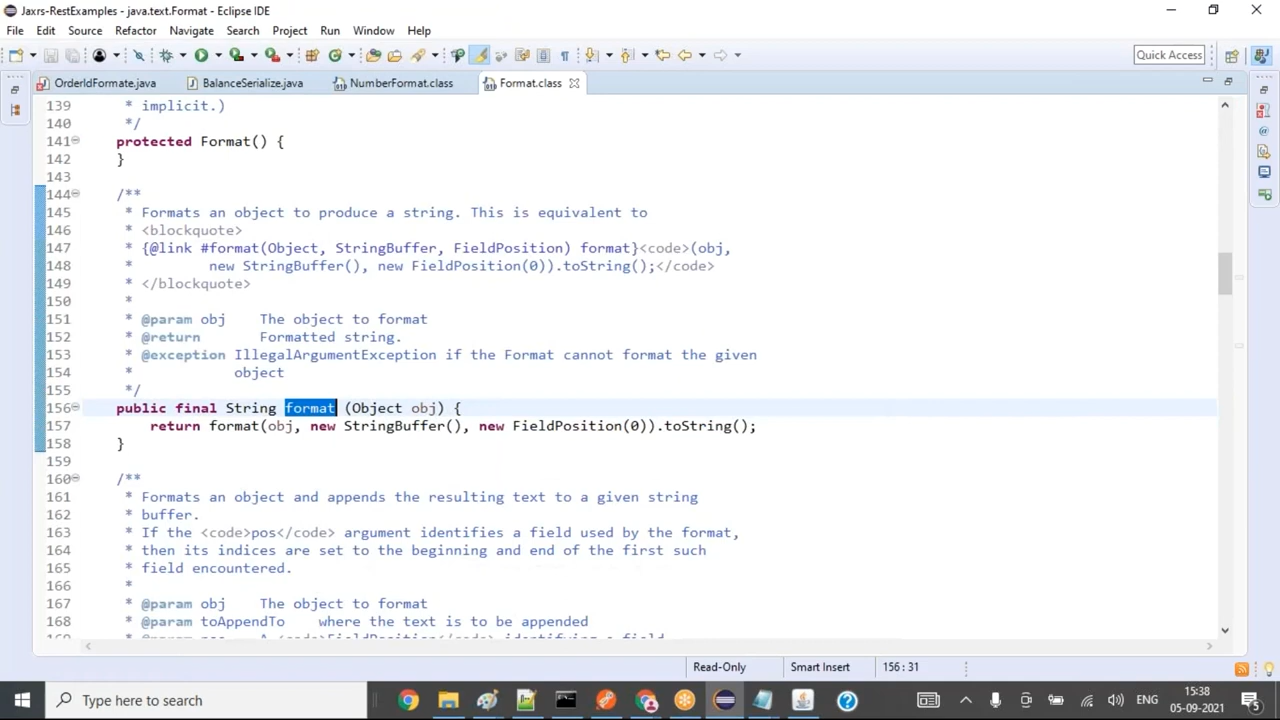 Jaxrs-RestExamples - java.text.Format - Eclipse IDE
File Edit Source Refactor Navigate Search Project Run Window Help
Quick Access
OrderIdFormate.java BalanceSerialize.java NumberFormat.class Format.class
139 * implicit.)
140 */
141 protected Format() {
142 }
143
144 /**
145 * Formats an object to produce a string. This is equivalent to
146 * <blockquote>
147 * {@link #format(Object, StringBuffer, FieldPosition) format}<code>(obj,
148 * new StringBuffer(), new FieldPosition(0)).toString();</code>
149 * </blockquote>
150 *
151 * @param obj The object to format
152 * @return Formatted string.
153 * @exception IllegalArgumentException if the Format cannot format the given
154 * object
155 */
156 public final String format (Object obj) {
157 return format(obj, new StringBuffer(), new FieldPosition(0)).toString();
158 }
159
160 /**
161 * Formats an object and appends the resulting text to a given string
162 * buffer.
163 * If the <code>pos</code> argument identifies a field used by the format,
164 * then its indices are set to the beginning and end of the first such
165 * field encountered.
166 *
167 * @param obj The object to format
168 * @param toAppendTo where the text is to be appended
Read-Only Smart Insert 156 : 31
Type here to search
ENG
15:38
05-09-2021
5